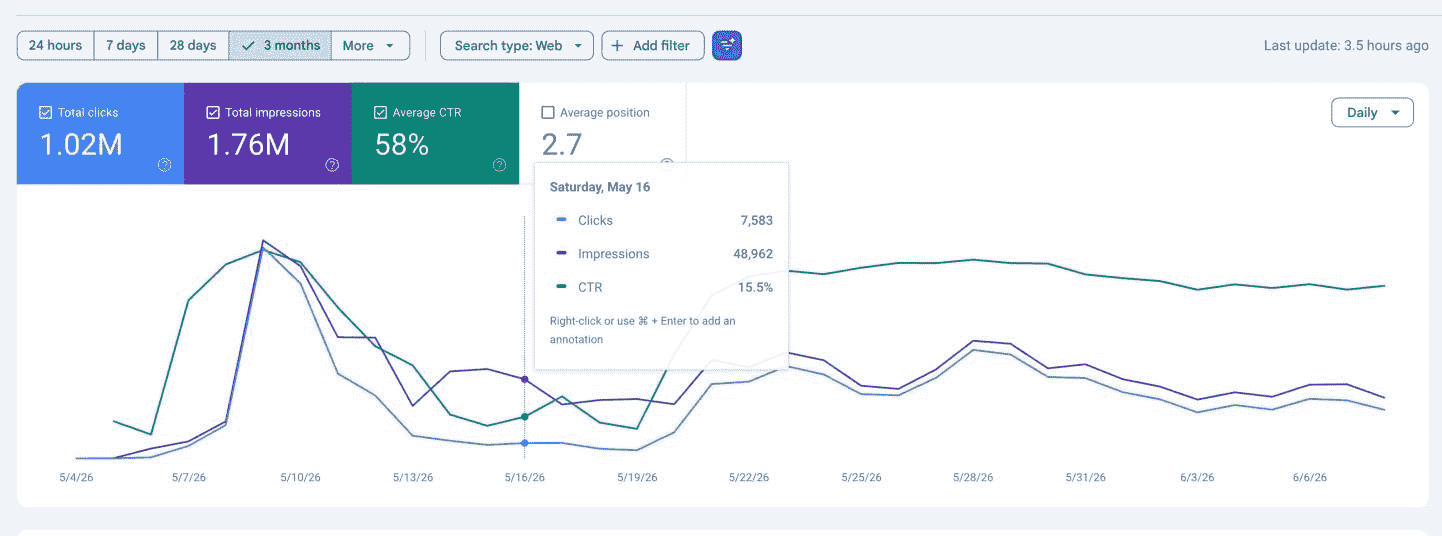 24 hours 7 days 28 days 3 months More Search type: Web Add filter Last update: 3.5 hours ago
Total clicks Total impressions Average CTR Average position Daily
1.02M 1.76M 58% 2.7
Saturday, May 16
Clicks 7,583
Impressions 48,962
CTR 15.5%
Right-click or use ⌘ + Enter to add an
annotation
5/4/26 5/7/26 5/10/26 5/13/26 5/16/26 5/19/26 5/22/26 5/25/26 5/28/26 5/31/26 6/3/26 6/6/26